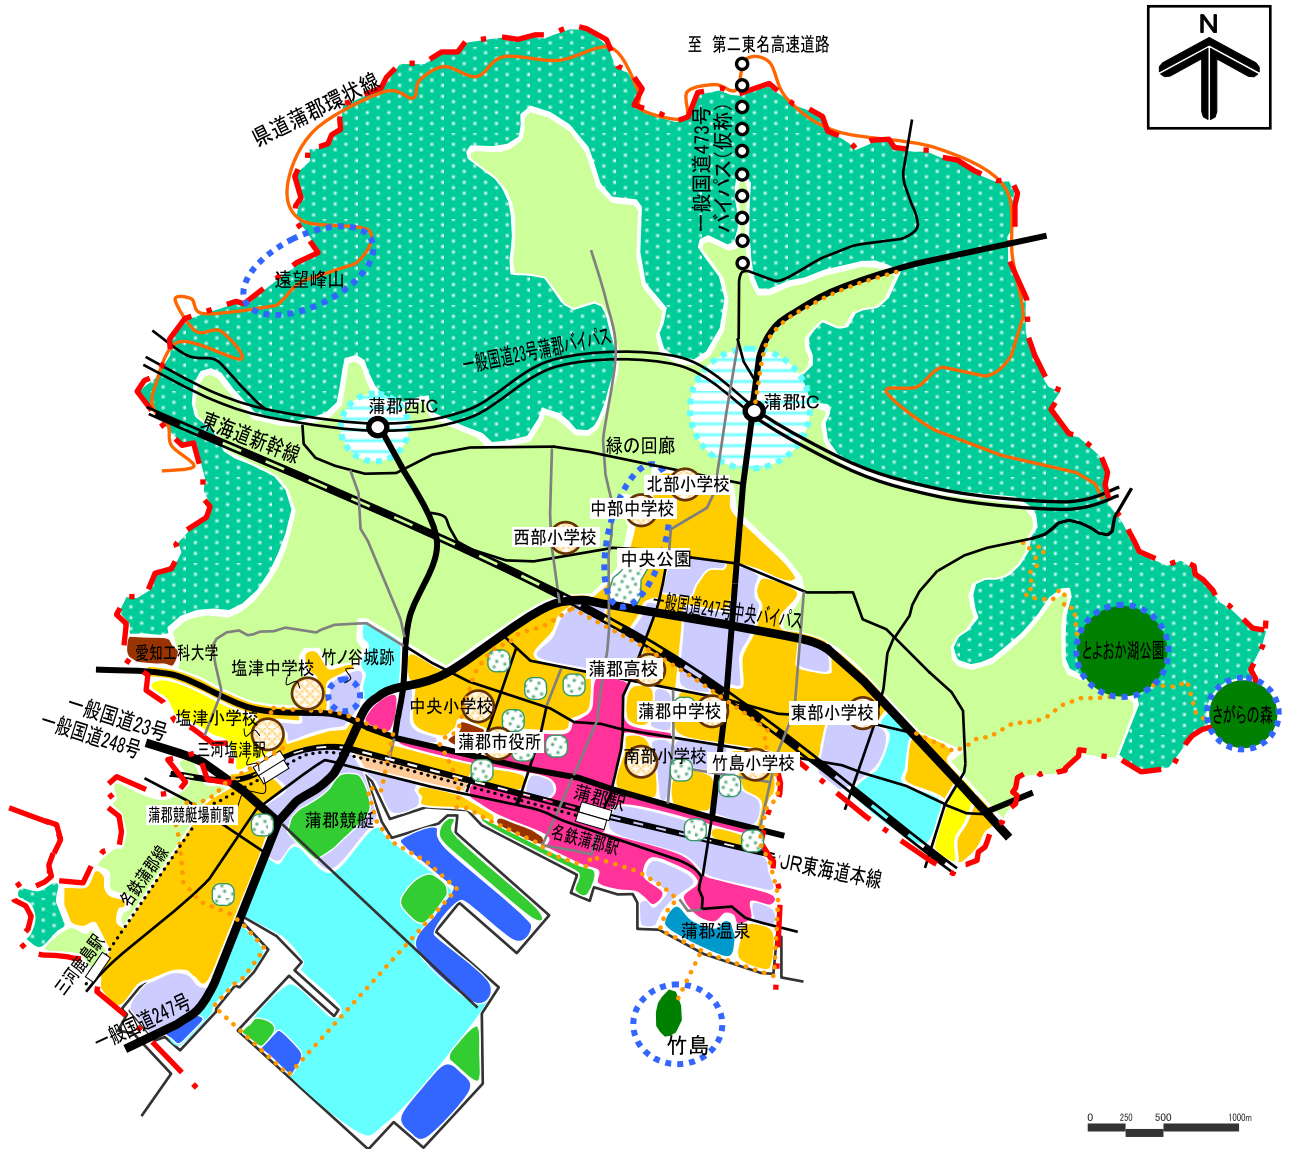 N
至 第二東名高速道路
県道蒲郡環状線
一般国道473号
バイパス(仮称)
遠望峰山
一般国道23号蒲郡バイパス
蒲郡西IC
蒲郡IC
東海道新幹線
緑の回廊
北部小学校
中部中学校
西部小学校
中央公園
一般国道247号中央バイパス
愛知工科大学
竹ノ谷城跡
塩津中学校
蒲郡高校
とよおか湖公園
中央小学校
蒲郡中学校
東部小学校
さがらの森
塩津小学校
一般国道23号
一般国道248号
蒲郡市役所
三河塩津駅
南部小学校
竹島小学校
蒲郡競艇場前駅
蒲郡競艇
蒲郡駅
名鉄蒲郡駅
JR東海道本線
名鉄蒲郡線
蒲郡温泉
三河鹿島駅
一般国道247号
竹島
0 250 500 1000m